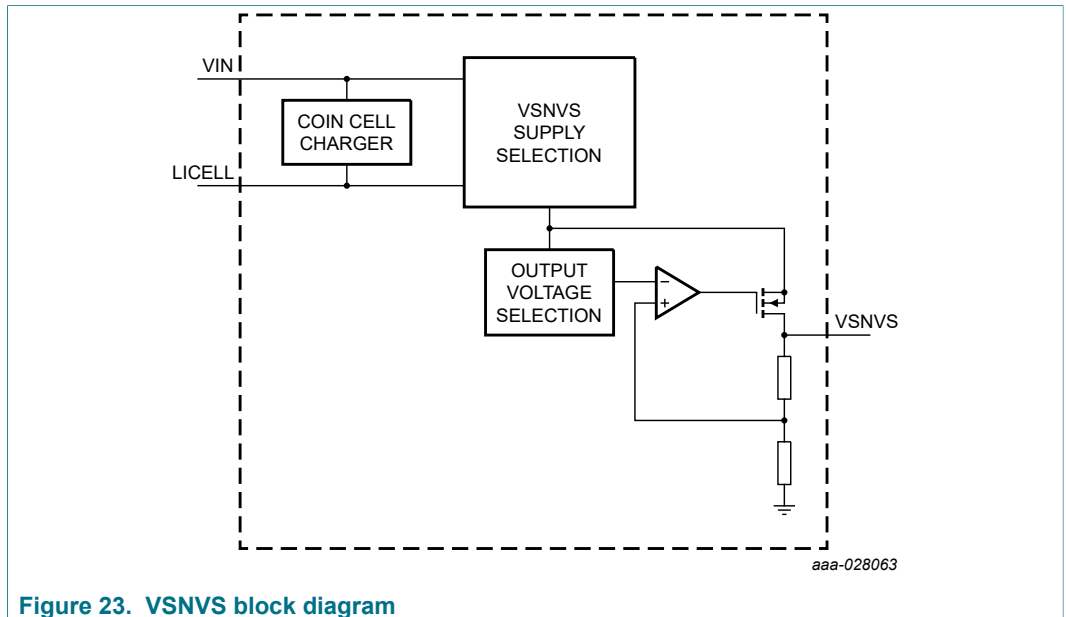 VIN
COIN CELL
CHARGER
LICELL
VSNVS
SUPPLY
SELECTION
OUTPUT
VOLTAGE
SELECTION
−
+
VSNVS
aaa-028063
Figure 23. VSNVS block diagram